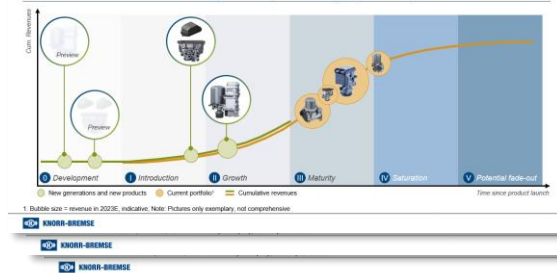 Cum. Revenues
Preview
Preview
0 Development
I Introduction
II Growth
III Maturity
IV Saturation
V Potential fade-out
New generations and new products
Current portfolio¹
Cumulative revenues
Time since product launch
1 Bubble size = revenue in 2023E, indicative, Note: Pictures only exemplary, not comprehensive
KNORR-BREMSE
KNORR-BREMSE
KNORR-BREMSE